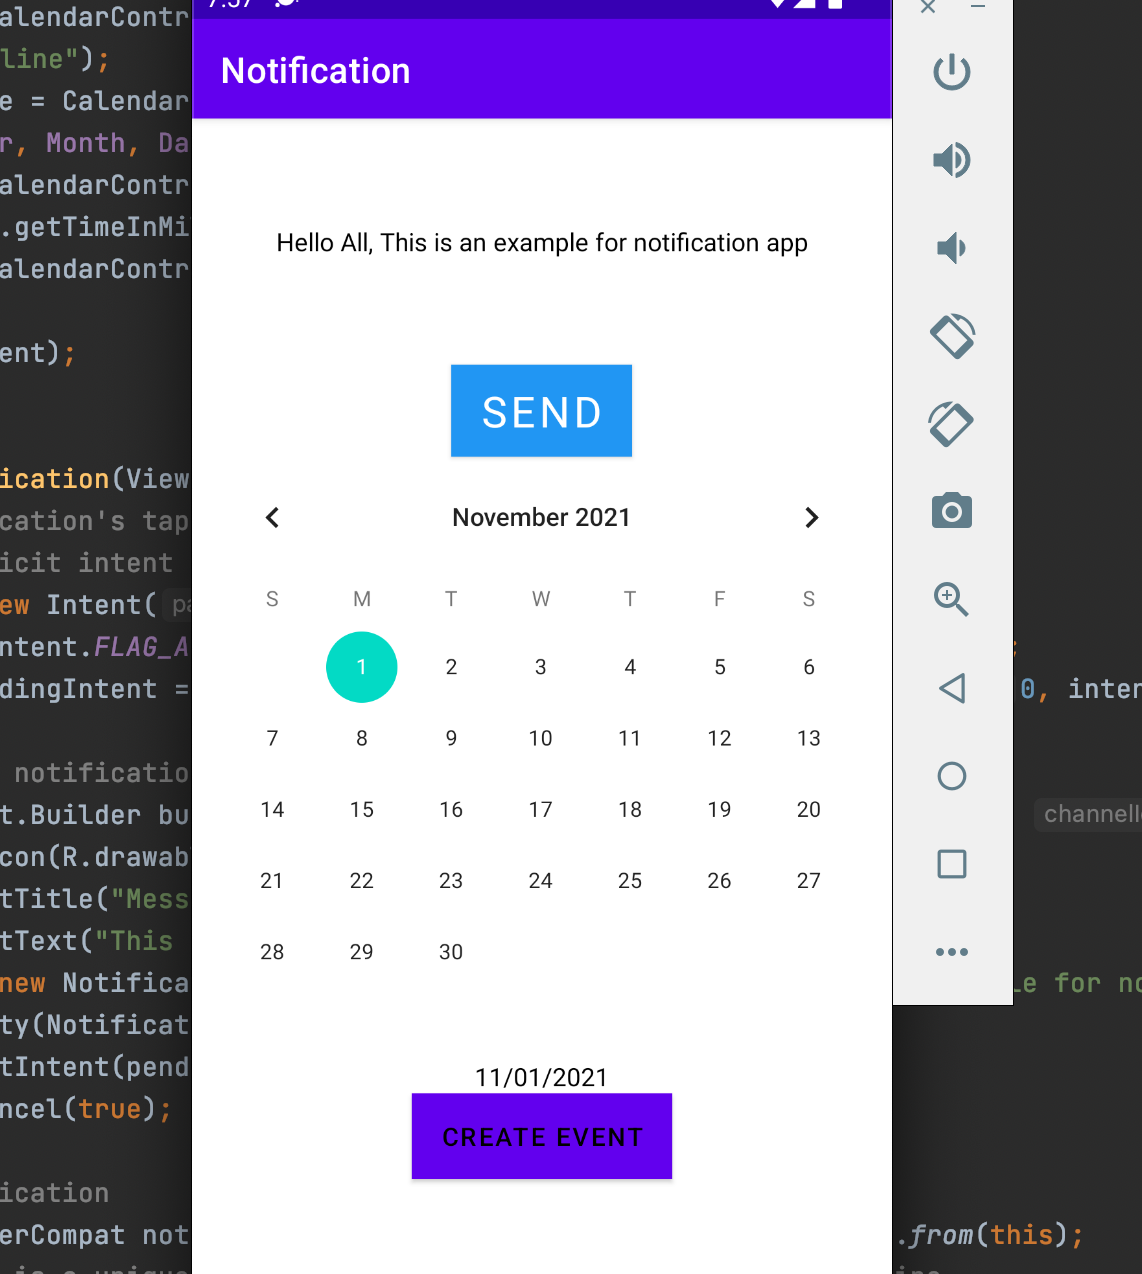 alendarContr
line");
Notification
e = Calendar
r, Month, Da
alendarContr
.getTimeInMi
Hello All, This is an example for notification app
alendarContr
ent);
SEND
ication(View
cation's tap
November 2021
icit intent
ew Intent(
S M T W T F S
ntent.FLAG_A
1 2 3 4 5 6
dingIntent = 0, inter
7 8 9 10 11 12 13
notificatio
t.Builder bu
14 15 16 17 18 19 20
con(R.drawab
21 22 23 24 25 26 27
tTitle("Mess
tText("This
28 29 30
new Notifica le for no
ty(Notificat
tIntent(pend
11/01/2021
ncel(true);
CREATE EVENT
ication
erCompat not .from(this);